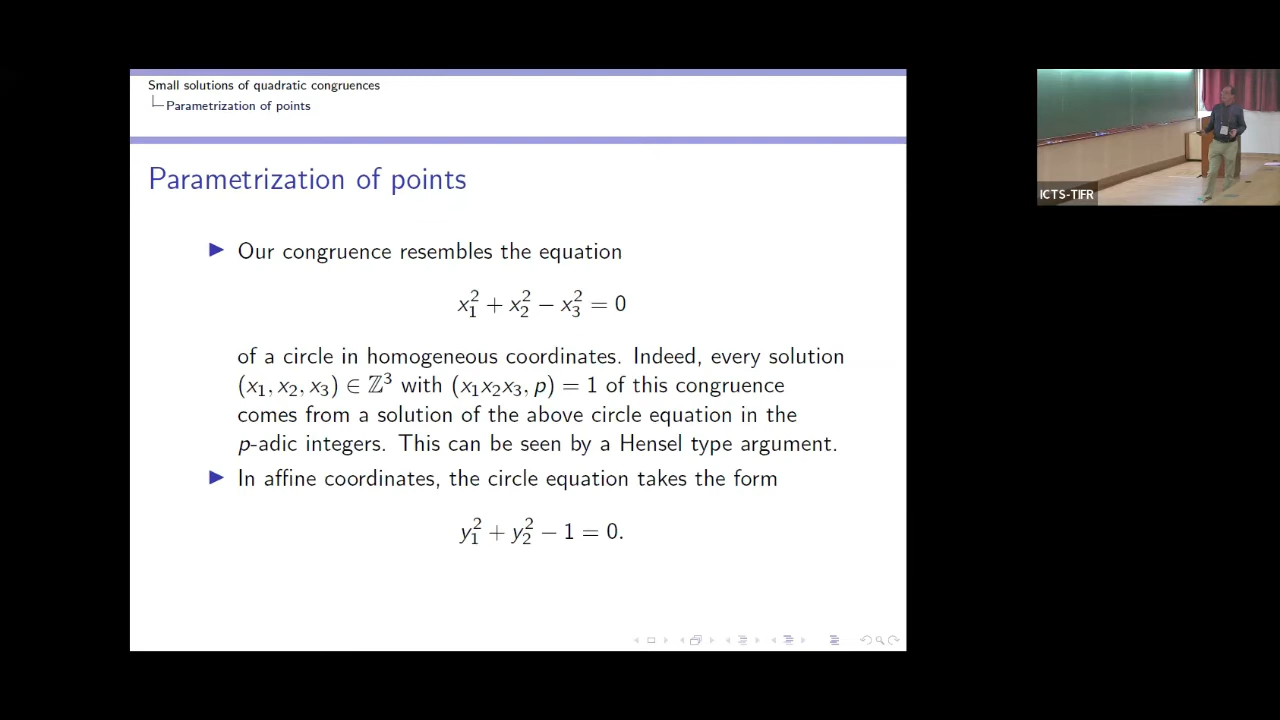 Small solutions of quadratic congruences
Parametrization of points
Parametrization of points
Our congruence resembles the equation
x₁² + x₂² − x₃² = 0
of a circle in homogeneous coordinates. Indeed, every solution
(x₁, x₂, x₃) ∈ ℤ³ with (x₁x₂x₃, p) = 1 of this congruence
comes from a solution of the above circle equation in the
p-adic integers. This can be seen by a Hensel type argument.
In affine coordinates, the circle equation takes the form
y₁² + y₂² − 1 = 0.
ICTS-TIFR